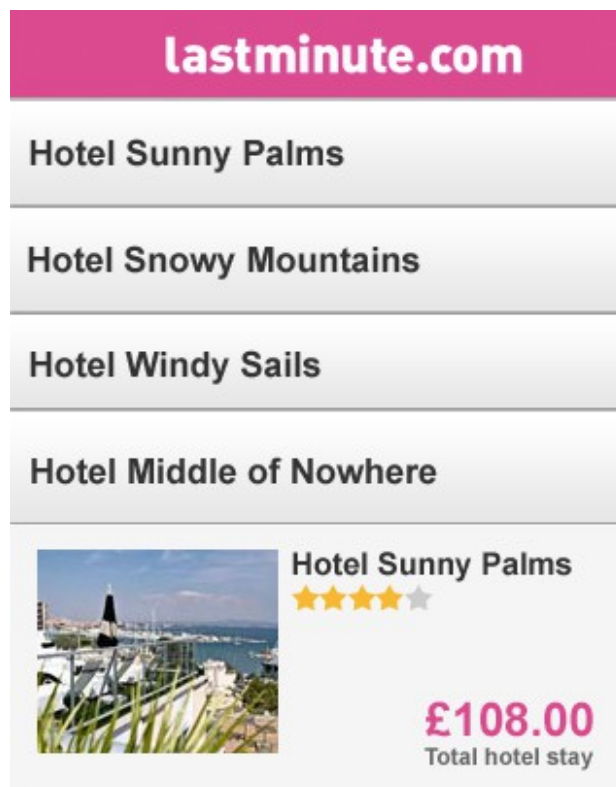 lastminute.com
Hotel Sunny Palms
Hotel Snowy Mountains
Hotel Windy Sails
Hotel Middle of Nowhere
Hotel Sunny Palms
£108.00
Total hotel stay